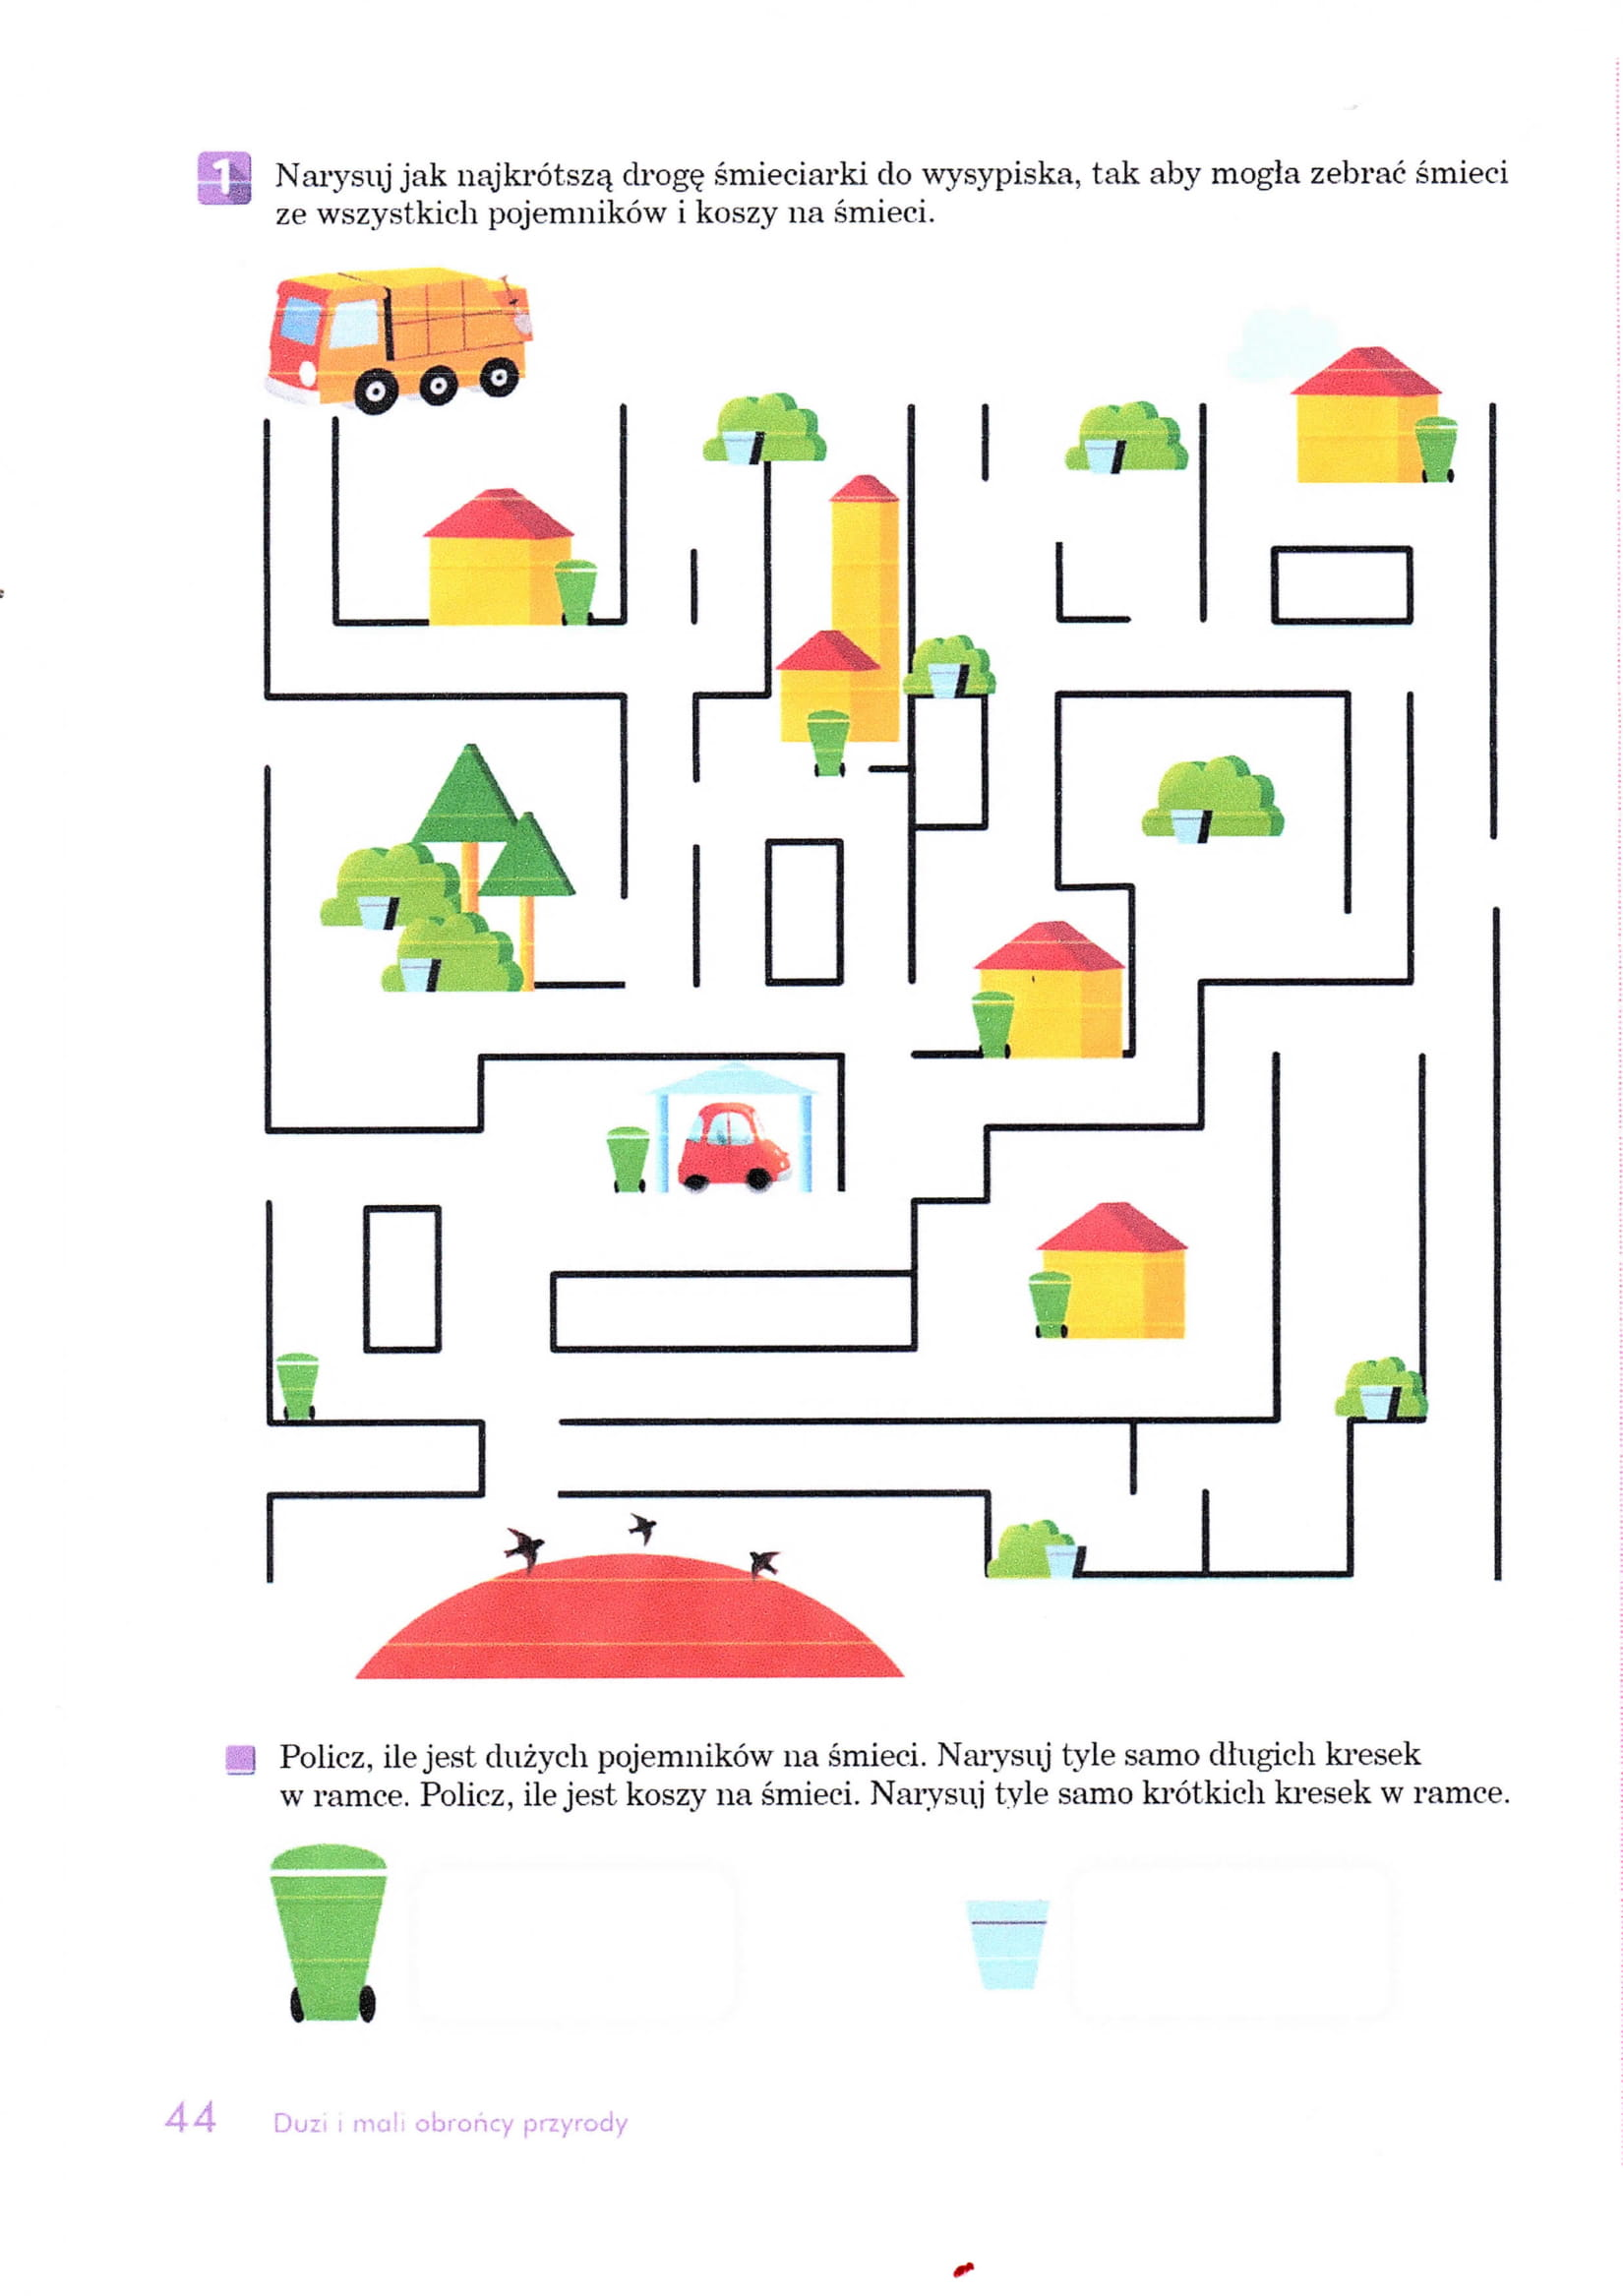 1 Narysuj jak najkrótszą drogę śmieciarki do wysypiska, tak aby mogła zebrać śmieci
ze wszystkich pojemników i koszy na śmieci.
Policz, ile jest dużych pojemników na śmieci. Narysuj tyle samo długich kresek
w ramce. Policz, ile jest koszy na śmieci. Narysuj tyle samo krótkich kresek w ramce.
44 Duzi i mali obrońcy przyrody